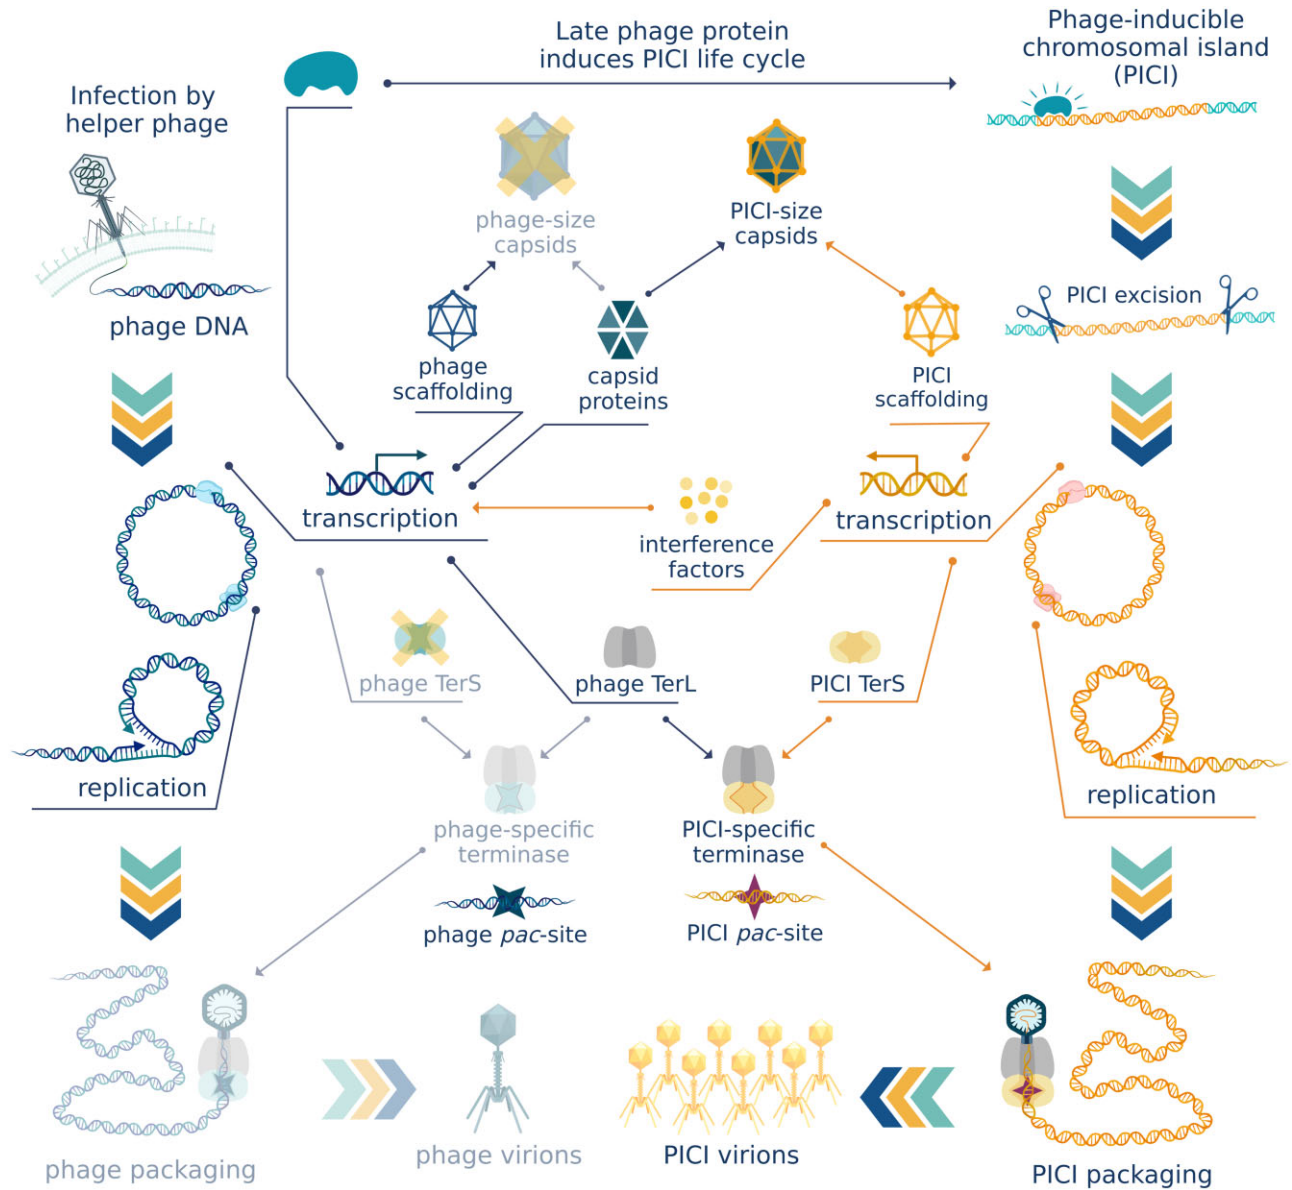 Late phage protein
induces PICI life cycle
Phage-inducible
chromosomal island
(PICI)
Infection by
helper phage
phage DNA
phage-size
capsids
PICI-size
capsids
PICI excision
phage
scaffolding
capsid
proteins
PICI
scaffolding
transcription
interference
factors
transcription
phage TerS
phage TerL
PICI TerS
replication
replication
phage-specific
terminase
PICI-specific
terminase
phage pac-site
PICI pac-site
phage packaging
phage virions
PICI virions
PICI packaging